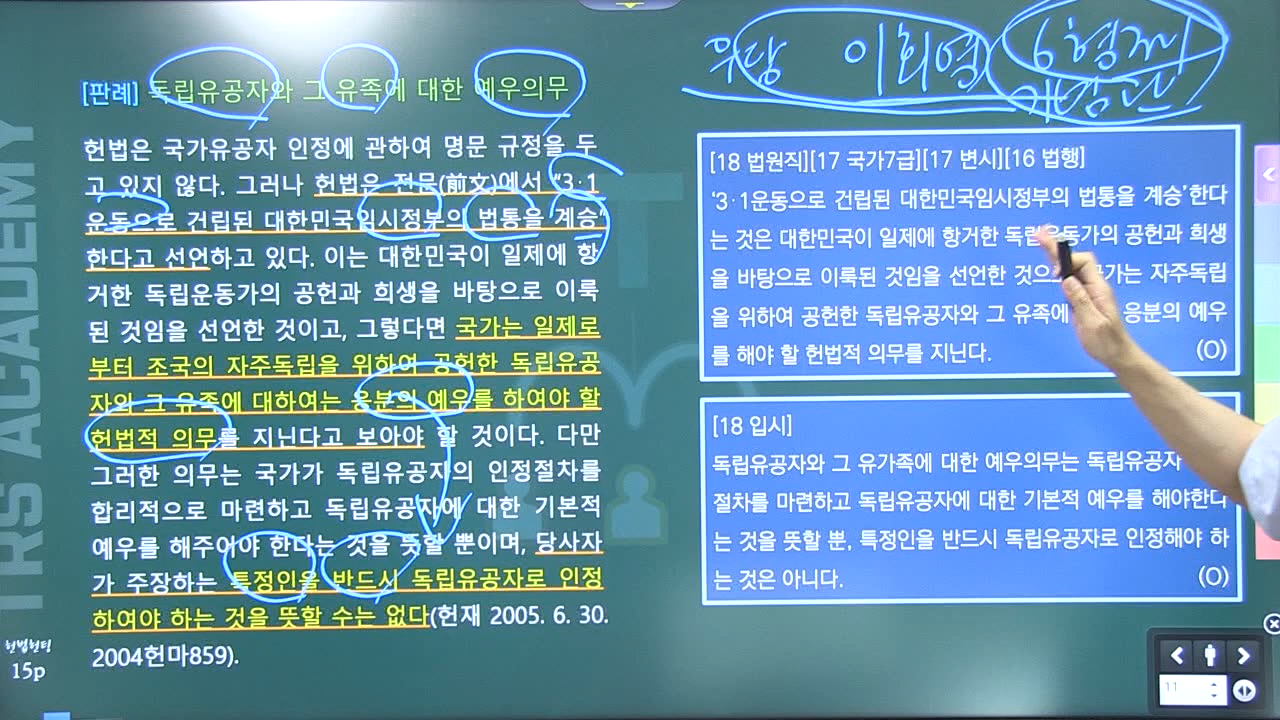 우당 이회영 6형제
[판례] 독립유공자와 그 유족에 대한 예우의무
헌법은 국가유공자 인정에 관하여 명문 규정을 두
고 있지 않다. 그러나 헌법은 전문(前文)에서 "3·1
운동으로 건립된 대한민국임시정부의 법통을 계승"
한다고 선언하고 있다. 이는 대한민국이 일제에 항
거한 독립운동가의 공헌과 희생을 바탕으로 이룩
된 것임을 선언한 것이고, 그렇다면 국가는 일제로
부터 조국의 자주독립을 위하여 공헌한 독립유공
자와 그 유족에 대하여는 응분의 예우를 하여야 할
헌법적 의무를 지닌다고 보아야 할 것이다. 다만
그러한 의무는 국가가 독립유공자의 인정절차를
합리적으로 마련하고 독립유공자에 대한 기본적
예우를 해주어야 한다는 것을 뜻할 뿐이며, 당사자
가 주장하는 특정인을 반드시 독립유공자로 인정
하여야 하는 것을 뜻할 수는 없다(헌재 2005. 6. 30.
2004헌마859).
[18 법원직][17 국가7급][17 변시][16 법행]
'3·1운동으로 건립된 대한민국임시정부의 법통을 계승'한다
는 것은 대한민국이 일제에 항거한 독립운동가의 공헌과 희생
을 바탕으로 이룩된 것임을 선언한 것으 국가는 자주독립
을 위하여 공헌한 독립유공자와 그 유족에 응분의 예우
를 해야 할 헌법적 의무를 지닌다. (O)
[18 입시]
독립유공자와 그 유가족에 대한 예우의무는 독립유공자
절차를 마련하고 독립유공자에 대한 기본적 예우를 해야한다
는 것을 뜻할 뿐, 특정인을 반드시 독립유공자로 인정해야 하
는 것은 아니다. (O)
TRS ACADEMY
헌법헌팅
15p
11